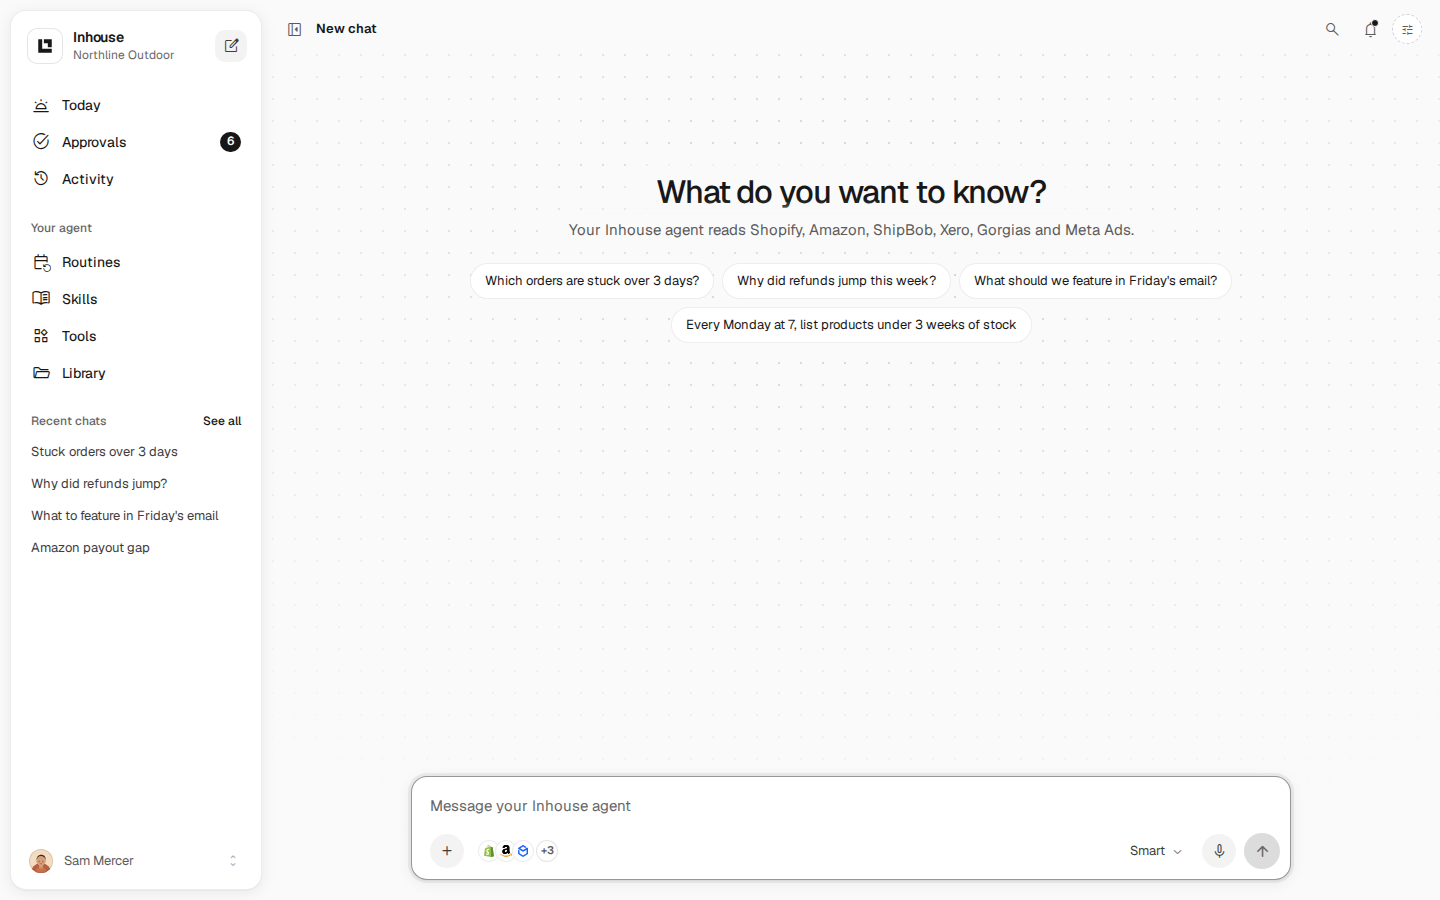 Inhouse
Northline Outdoor
Today
Approvals
6
Activity
Your agent
Routines
Skills
Tools
Library
Recent chats
See all
Stuck orders over 3 days
Why did refunds jump?
What to feature in Friday's email
Amazon payout gap
Sam Mercer
New chat
What do you want to know?
Your Inhouse agent reads Shopify, Amazon, ShipBob, Xero, Gorgias and Meta Ads.
Which orders are stuck over 3 days?
Why did refunds jump this week?
What should we feature in Friday's email?
Every Monday at 7, list products under 3 weeks of stock
Message your Inhouse agent
+3
Smart